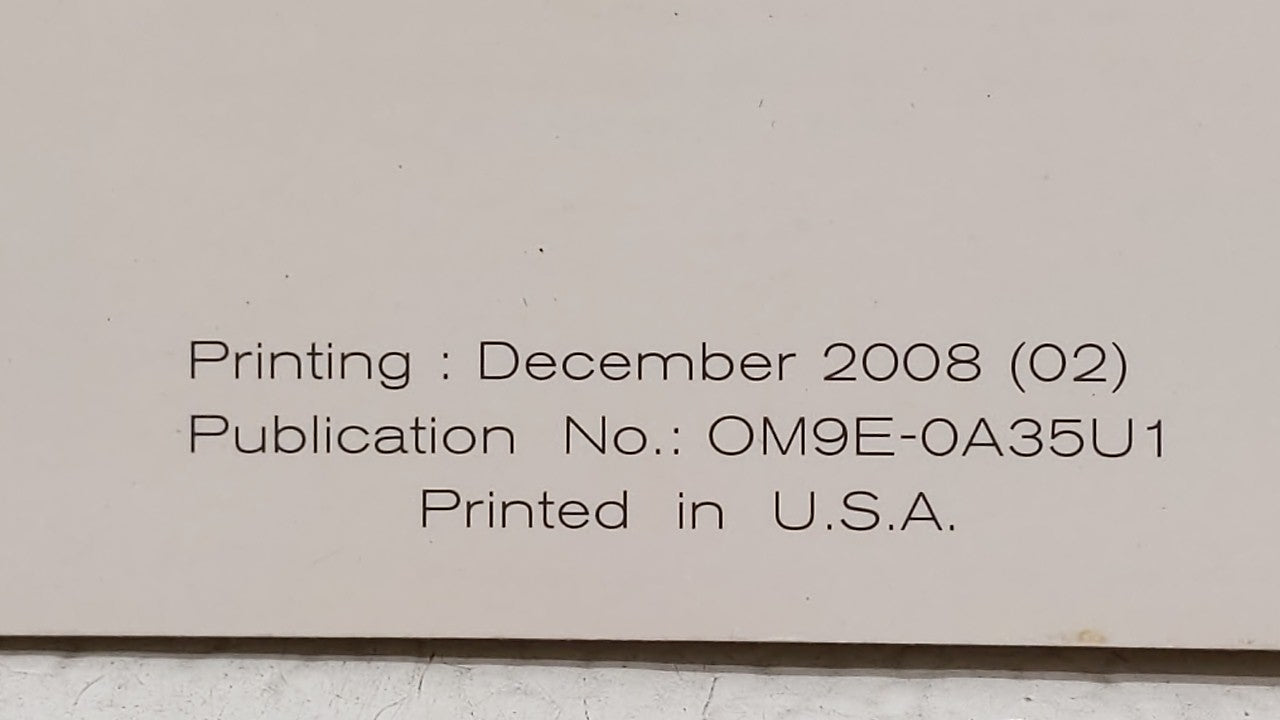 Printing : December 2008 (02)
Publication No.: OM9E-0A35U1
Printed in U.S.A.